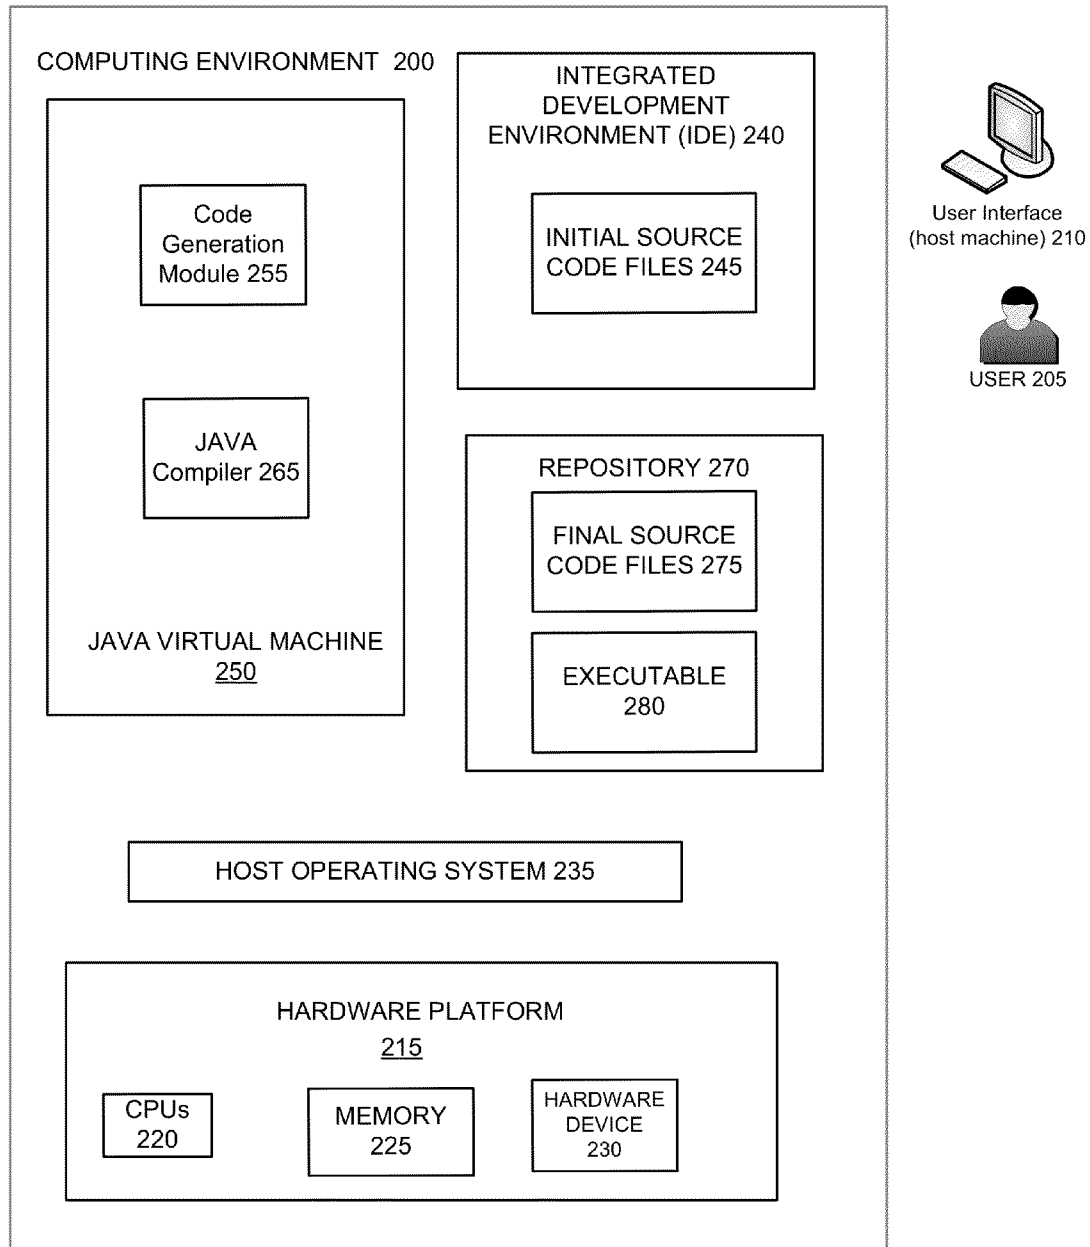 COMPUTING ENVIRONMENT 200
Code
Generation
Module 255
JAVA
Compiler 265
JAVA VIRTUAL MACHINE
250
INTEGRATED
DEVELOPMENT
ENVIRONMENT (IDE) 240
INITIAL SOURCE
CODE FILES 245
REPOSITORY 270
FINAL SOURCE
CODE FILES 275
EXECUTABLE
280
HOST OPERATING SYSTEM 235
HARDWARE PLATFORM
215
CPUs
220
MEMORY
225
HARDWARE
DEVICE
230
User Interface
(host machine) 210
USER 205